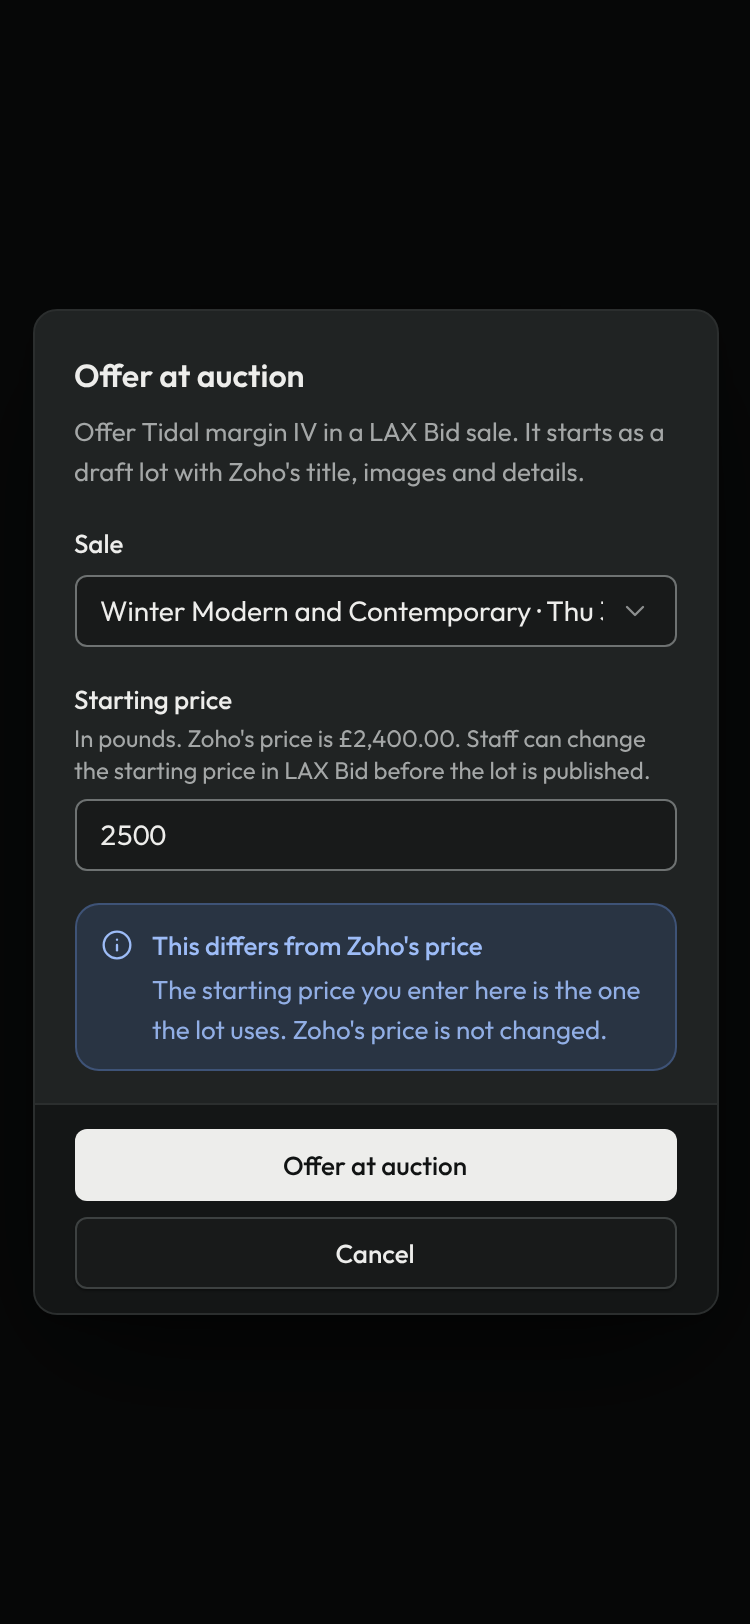 Offer at auction
Offer Tidal margin IV in a LAX Bid sale. It starts as a
draft lot with Zoho's title, images and details.
Sale
Winter Modern and Contemporary · Thu
Starting price
In pounds. Zoho's price is £2,400.00. Staff can change
the starting price in LAX Bid before the lot is published.
2500
This differs from Zoho's price
The starting price you enter here is the one
the lot uses. Zoho's price is not changed.
Offer at auction
Cancel